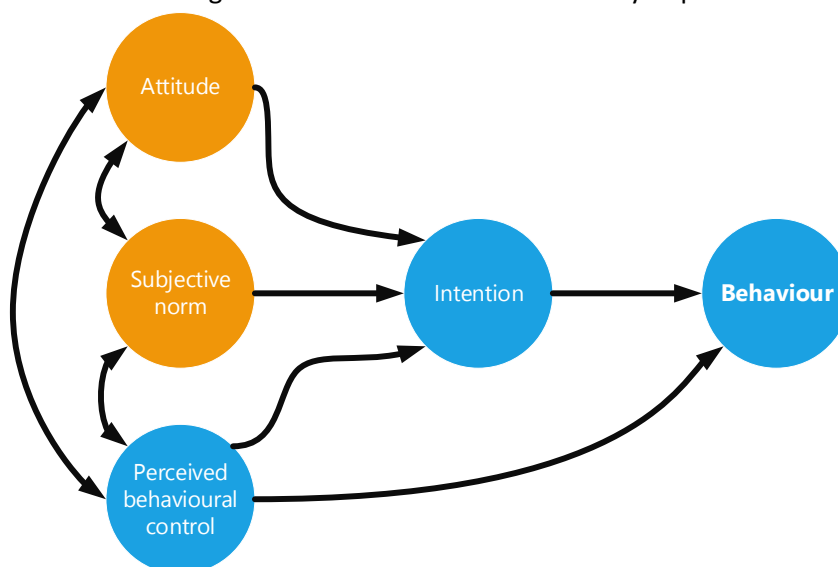 Attitude
Subjective
norm
Intention
Behaviour
Perceived
behavioural
control